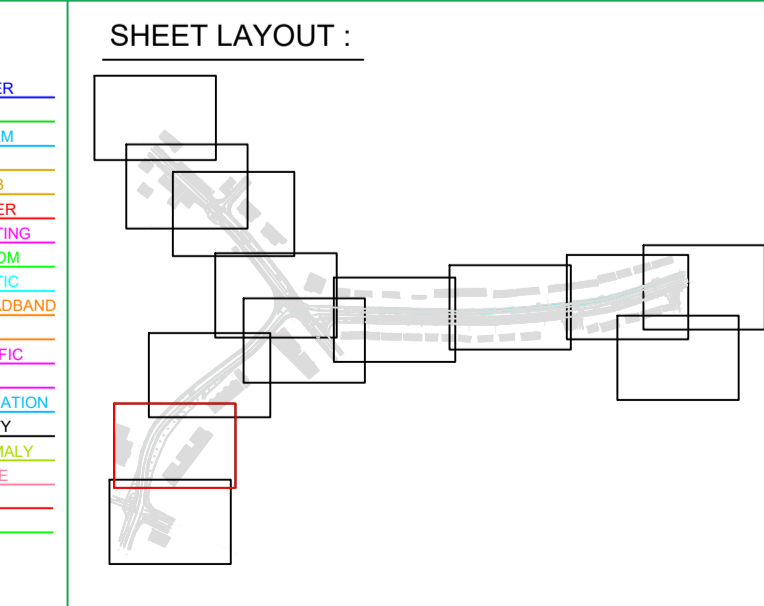 SHEET LAYOUT :
ER
M
B
ER
TING
OM
TIC
ADBAND
FIC
ATION
Y
MALY
E